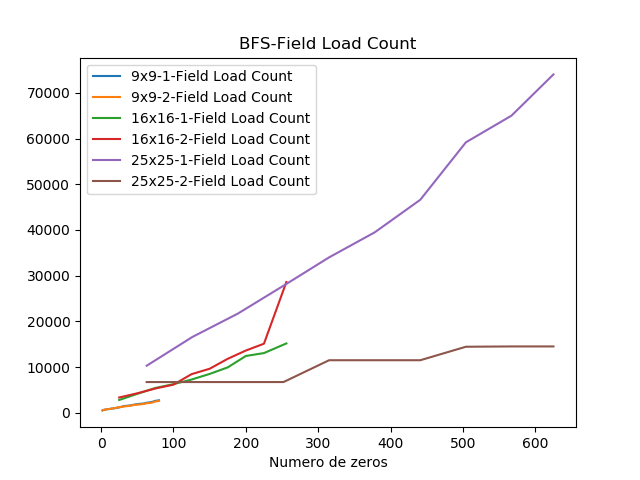 BFS-Field Load Count
9x9-1-Field Load Count
9x9-2-Field Load Count
16x16-1-Field Load Count
16x16-2-Field Load Count
25x25-1-Field Load Count
25x25-2-Field Load Count
70000
60000
50000
40000
30000
20000
10000
0
0 100 200 300 400 500 600
Numero de zeros